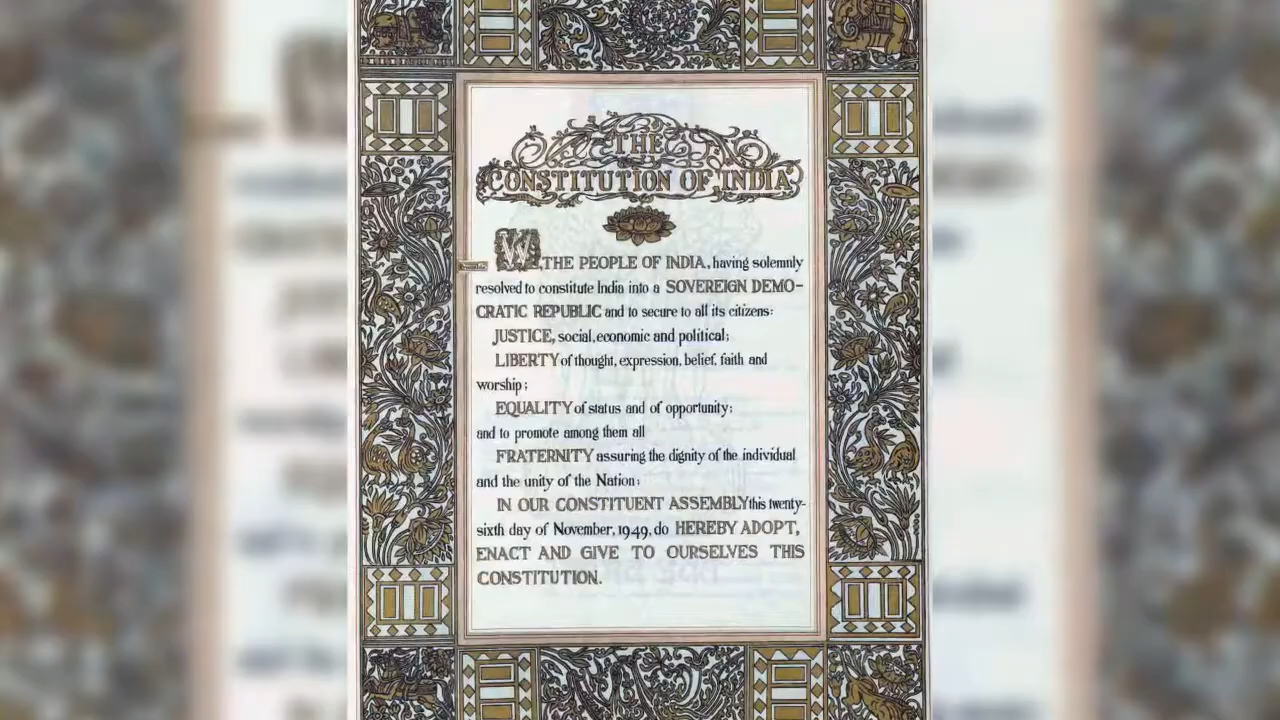 THE
CONSTITUTION OF INDIA
WE, THE PEOPLE OF INDIA, having solemnly
resolved to constitute India into a SOVEREIGN DEMO-
CRATIC REPUBLIC and to secure to all its citizens:
JUSTICE, social, economic and political;
LIBERTY of thought, expression, belief, faith and
worship;
EQUALITY of status and of opportunity;
and to promote among them all
FRATERNITY assuring the dignity of the individual
and the unity of the Nation;
IN OUR CONSTITUENT ASSEMBLY this twenty-
sixth day of November, 1949, do HEREBY ADOPT,
ENACT AND GIVE TO OURSELVES THIS
CONSTITUTION.